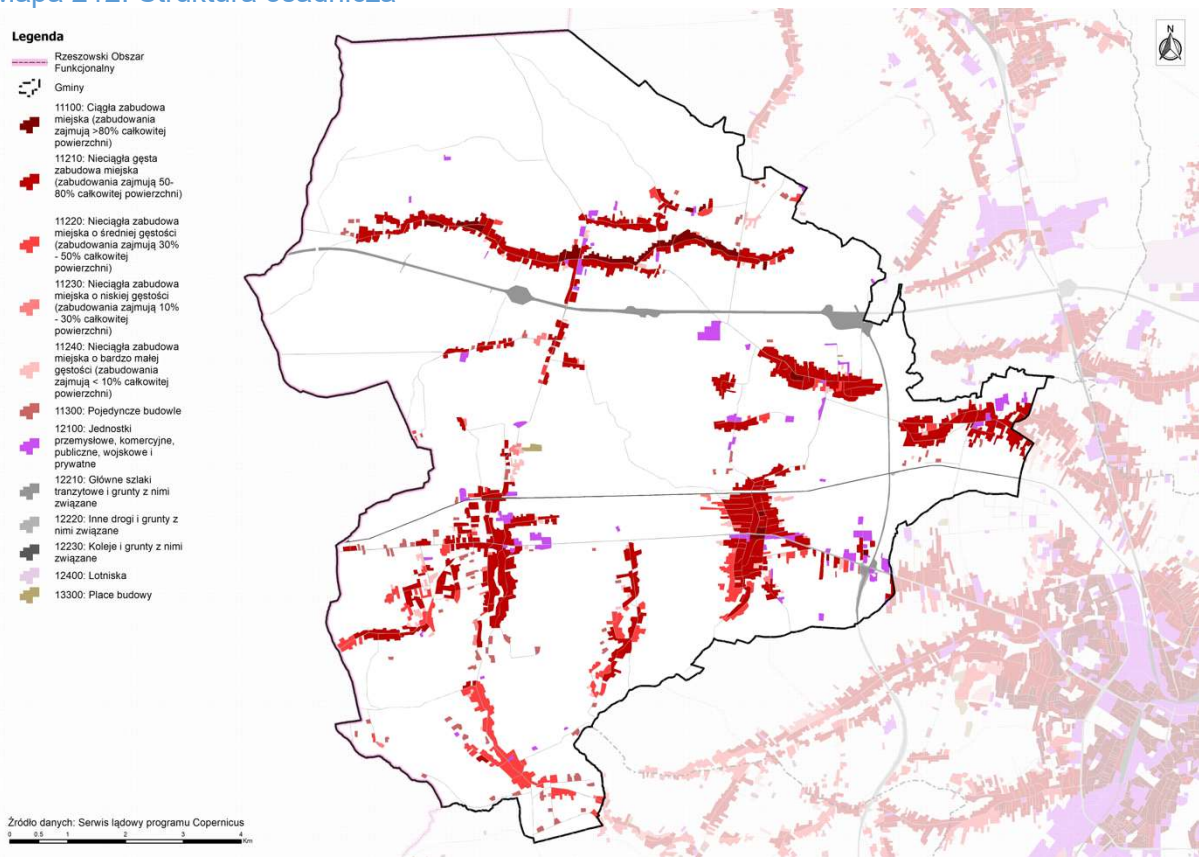 Mapa 212. Struktura osadnicza
Legenda
Rzeszowski Obszar
Funkcjonalny
Gminy
11100: Ciągła zabudowa
miejska (zabudowania
zajmują >80% całkowitej
powierzchni)
11210: Nieciągła gęsta
zabudowa miejska
(zabudowania zajmują 50-
80% całkowitej powierzchni)
11220: Nieciągła zabudowa
miejska o średniej gęstości
(zabudowania zajmują 30%
- 50% całkowitej
powierzchni)
11230: Nieciągła zabudowa
miejska o niskiej gęstości
(zabudowania zajmują 10%
- 30% całkowitej
powierzchni)
11240: Nieciągła zabudowa
miejska o bardzo małej
gęstości (zabudowania
zajmują < 10% całkowitej
powierzchni)
11300: Pojedyncze budowle
12100: Jednostki
przemysłowe, komercyjne,
publiczne, wojskowe i
prywatne
12210: Główne szlaki
tranzytowe i grunty z nimi
związane
12220: Inne drogi i grunty z
nimi związane
12230: Koleje i grunty z nimi
związane
12400: Lotniska
13300: Place budowy
N
Źródło danych: Serwis lądowy programu Copernicus
0 0.5 1 2 3 4
Km